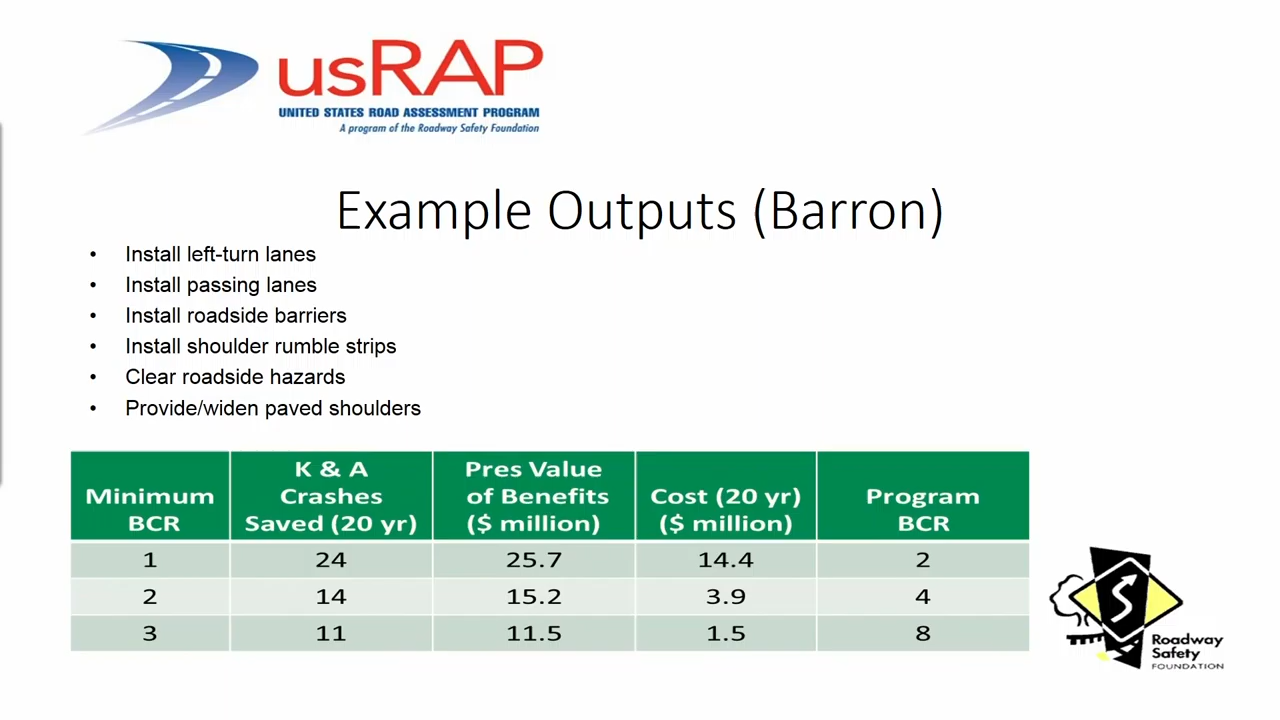 usRAP
UNITED STATES ROAD ASSESSMENT PROGRAM
A program of the Roadway Safety Foundation
Example Outputs (Barron)
• Install left-turn lanes
• Install passing lanes
• Install roadside barriers
• Install shoulder rumble strips
• Clear roadside hazards
• Provide/widen paved shoulders
Minimum BCR K & A Crashes Saved (20 yr) Pres Value of Benefits ($ million) Cost (20 yr) ($ million) Program BCR
1 24 25.7 14.4 2
2 14 15.2 3.9 4
3 11 11.5 1.5 8
Roadway
Safety
FOUNDATION